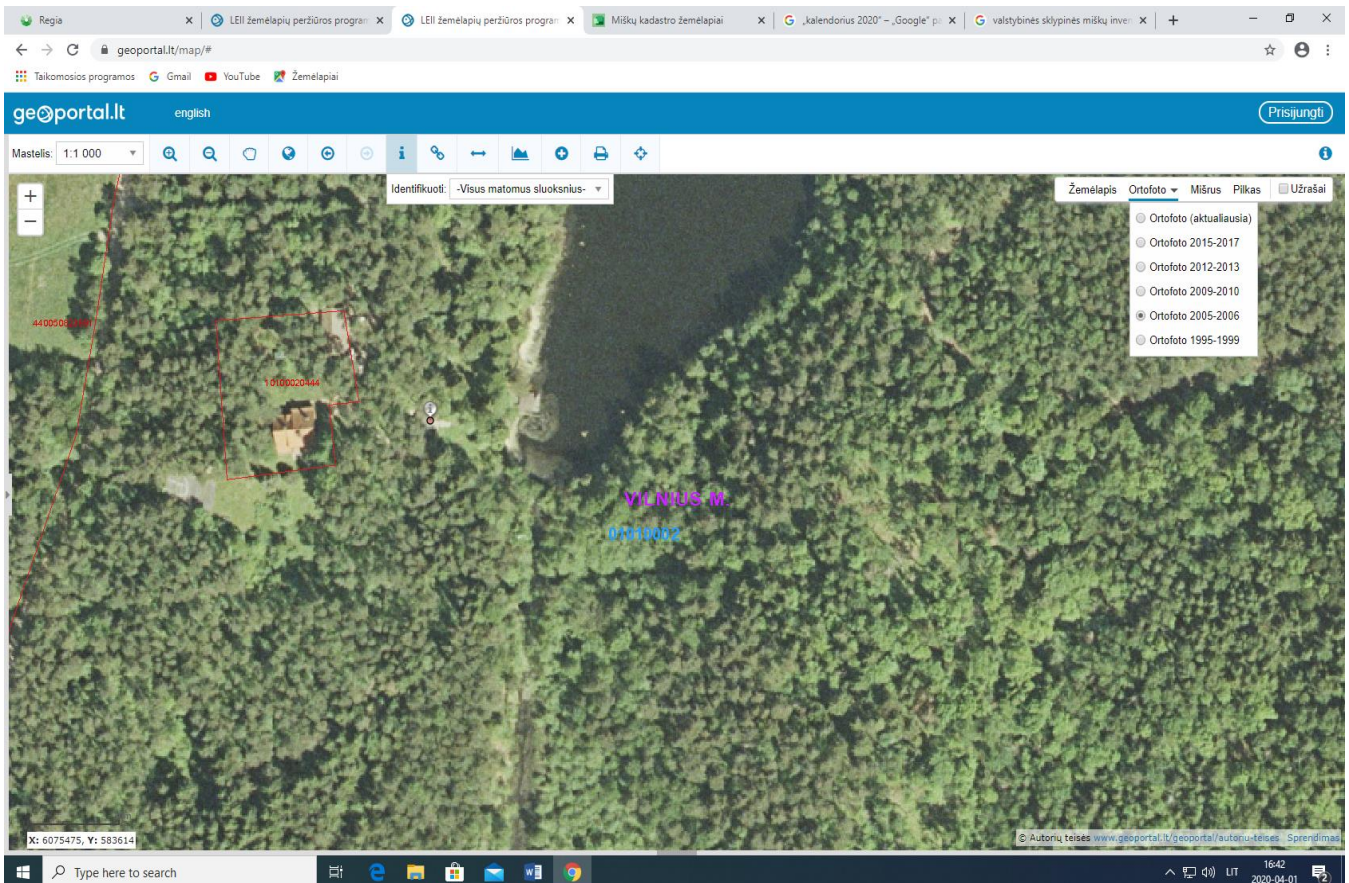 Regia
LEII žemėlapių peržiūros program
LEII žemėlapių peržiūros program
Miškų kadastro žemėlapiai
„kalendorius 2020“ – „Google“ pa
valstybinės sklypinės miškų inven
geoportal.lt/map/#
Taikomosios programos Gmail YouTube Žemėlapiai
geoportal.lt english Prisijungti
Mastelis: 1:1 000
Identifikuoti: -Visus matomus sluoksnius-
Žemėlapis Ortofoto Mišrus Pilkas Užrašai
Ortofoto (aktualiausia)
Ortofoto 2015-2017
Ortofoto 2012-2013
Ortofoto 2009-2010
Ortofoto 2005-2006
Ortofoto 1995-1999
10100020444
VILNIUS M.
01010002
X: 6075475, Y: 583614
© Autorių teisės www.geoportal.lt/geoportal/autoriu-teises Sprendimas
Type here to search
LIT
16:42
2020-04-01
2